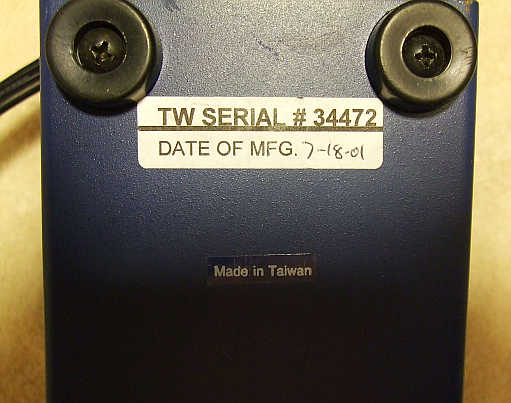 TW SERIAL # 34472
DATE OF MFG. 7-18-01
Made in Taiwan